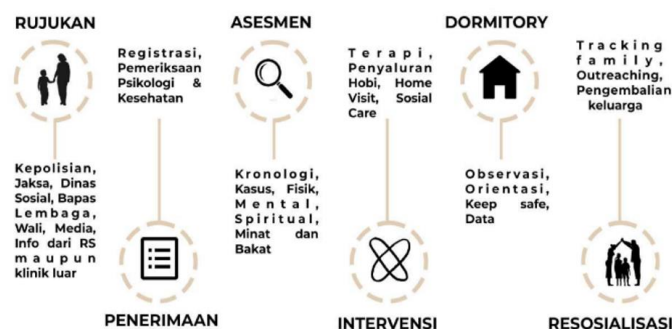 RUJUKAN
Kepolisian,
Jaksa, Dinas
Sosial, Bapas
Lembaga,
Wali, Media,
Info dari RS
maupun
klinik luar
Registrasi,
Pemeriksaan
Psikologi &
Kesehatan
PENERIMAAN
ASESMEN
Kronologi,
Kasus, Fisik,
Mental,
Spiritual,
Minat dan
Bakat
Terapi,
Penyaluran
Hobi, Home
Visit, Sosial
Care
INTERVENSI
DORMITORY
Observasi,
Orientasi,
Keep safe,
Data
Tracking
family,
Outreaching,
Pengembalian
keluarga
RESOSIALISASI